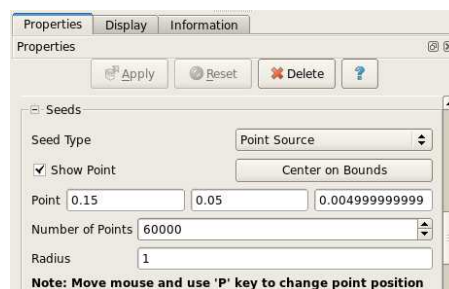 Properties Display Information
Properties
Apply Reset Delete ?
Seeds
Seed Type Point Source
Show Point Center on Bounds
Point 0.15 0.05 0.004999999999
Number of Points 60000
Radius 1
Note: Move mouse and use 'P' key to change point position